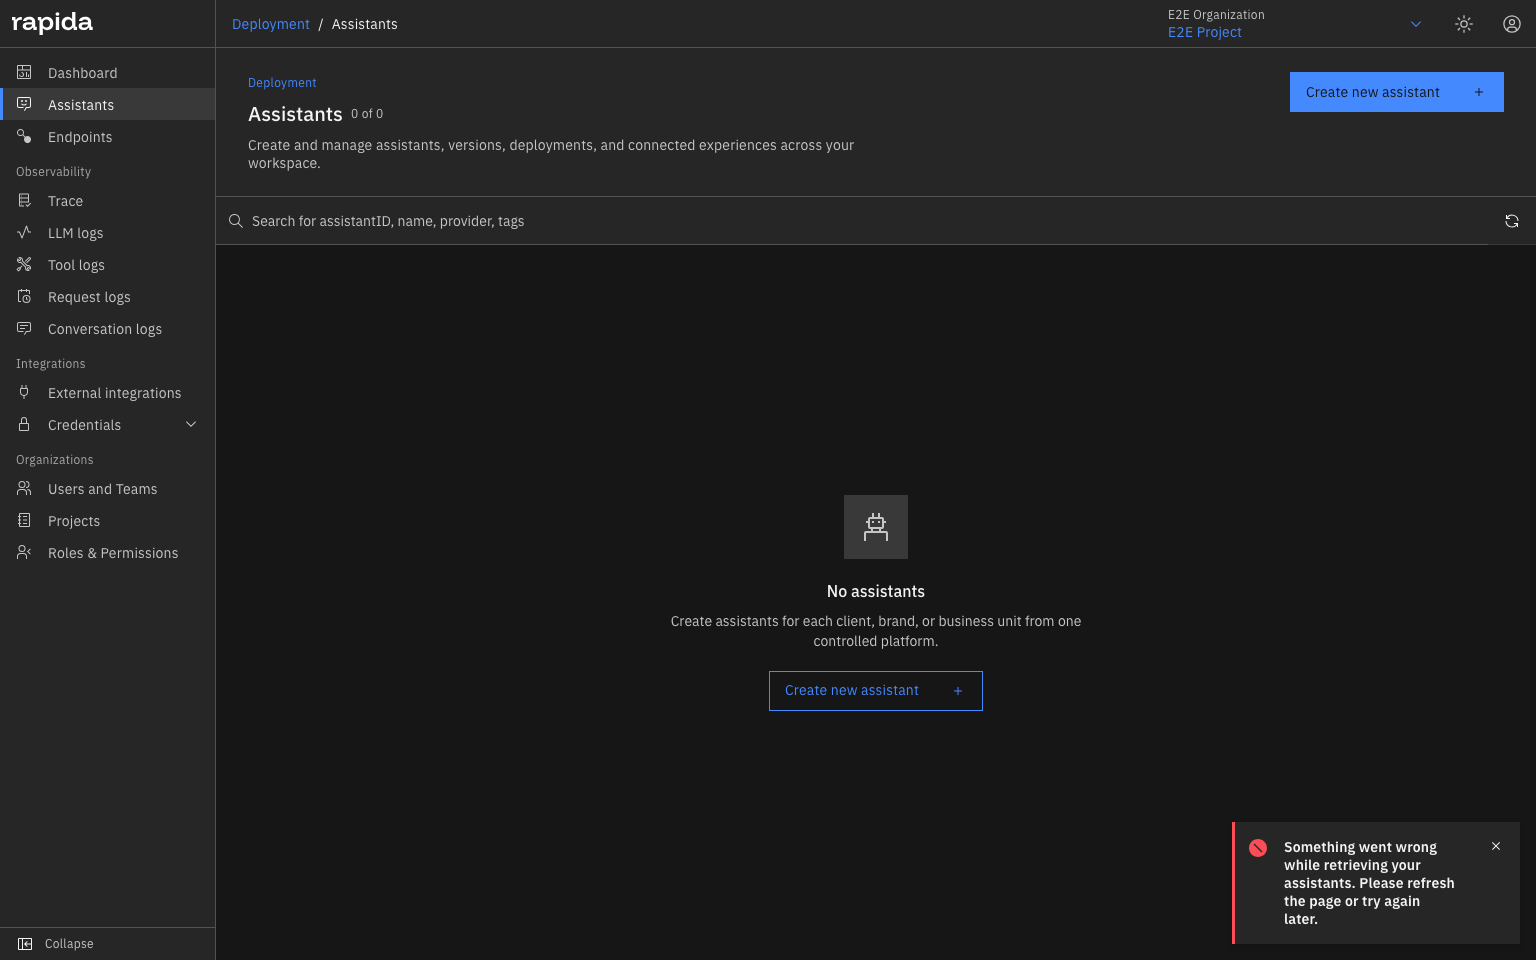 rapida
Deployment / Assistants
E2E Organization
E2E Project
Dashboard
Assistants
Endpoints
Observability
Trace
LLM logs
Tool logs
Request logs
Conversation logs
Integrations
External integrations
Credentials
Organizations
Users and Teams
Projects
Roles & Permissions
Collapse
Deployment
Assistants 0 of 0
Create and manage assistants, versions, deployments, and connected experiences across your
workspace.
Create new assistant +
Search for assistantID, name, provider, tags
No assistants
Create assistants for each client, brand, or business unit from one
controlled platform.
Create new assistant +
Something went wrong
while retrieving your
assistants. Please refresh
the page or try again
later.